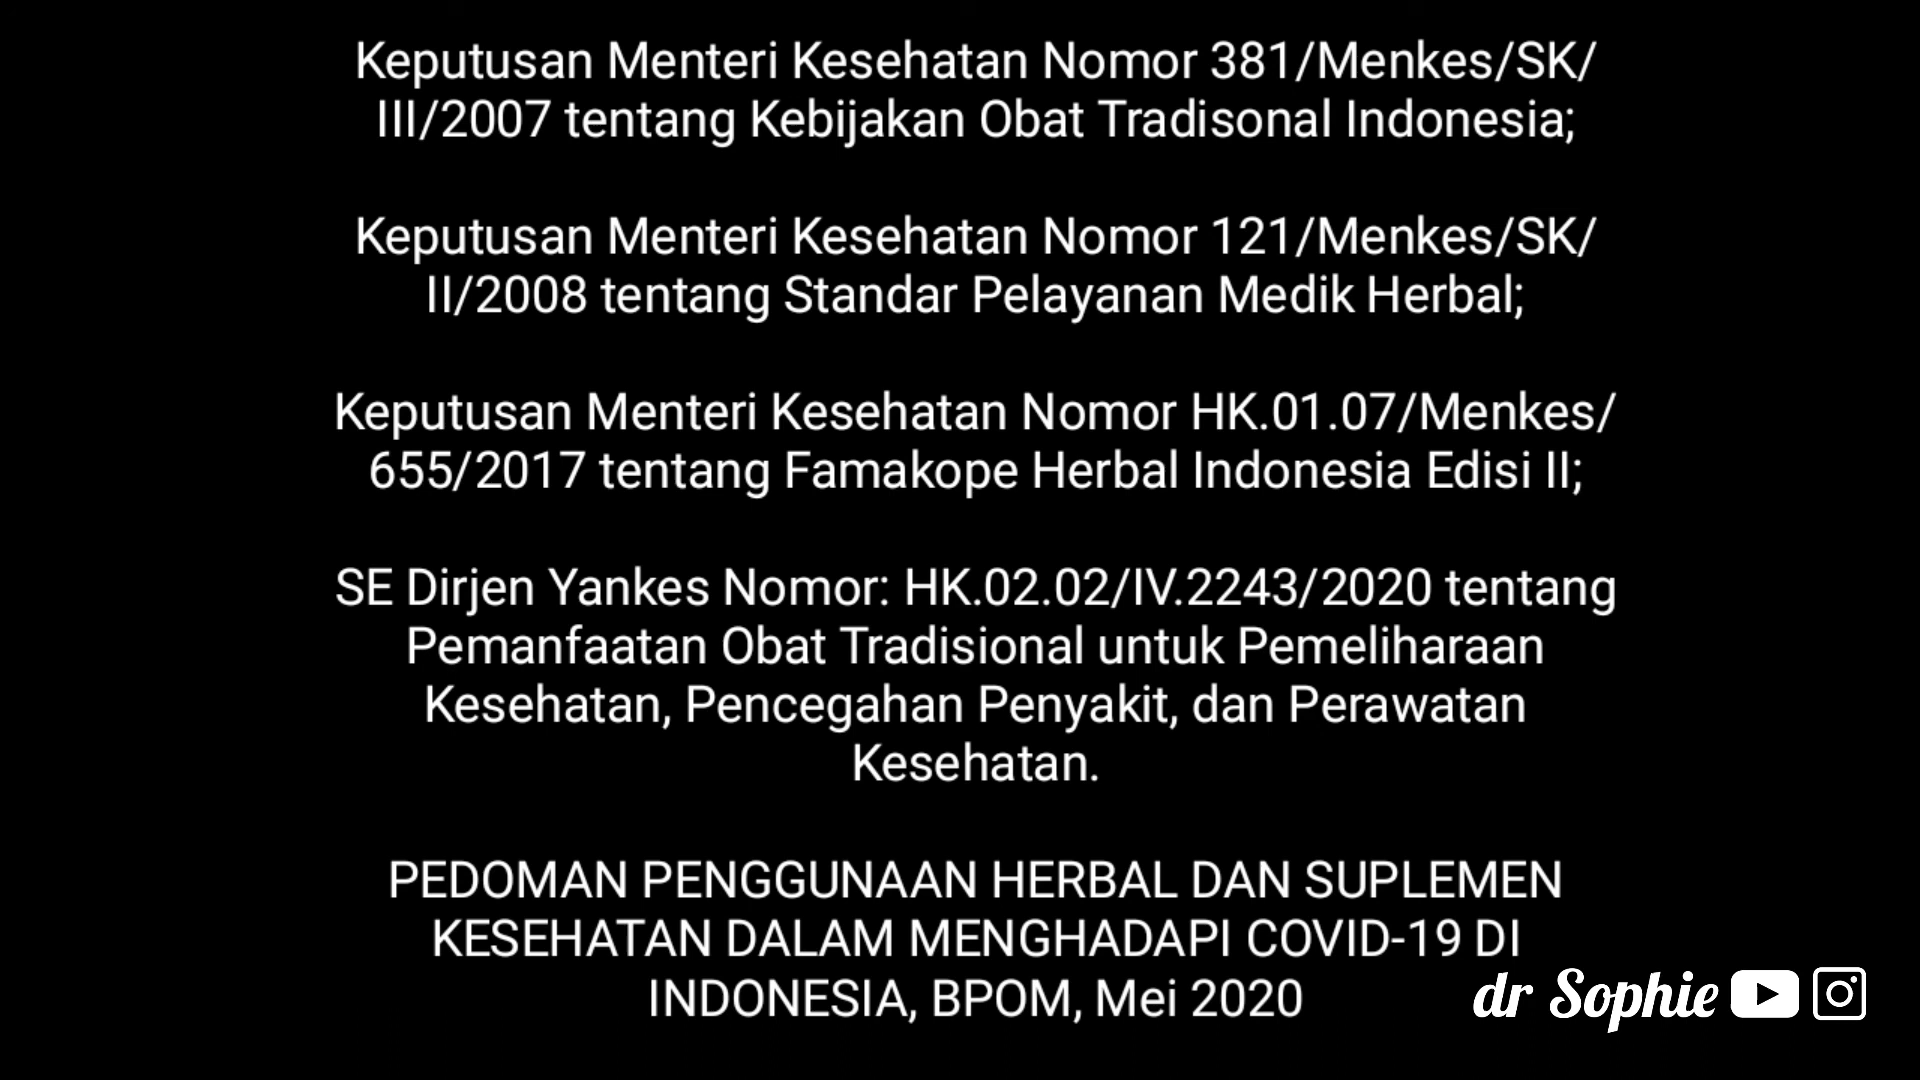 Keputusan Menteri Kesehatan Nomor 381/Menkes/SK/
III/2007 tentang Kebijakan Obat Tradisonal Indonesia;
Keputusan Menteri Kesehatan Nomor 121/Menkes/SK/
II/2008 tentang Standar Pelayanan Medik Herbal;
Keputusan Menteri Kesehatan Nomor HK.01.07/Menkes/
655/2017 tentang Famakope Herbal Indonesia Edisi II;
SE Dirjen Yankes Nomor: HK.02.02/IV.2243/2020 tentang
Pemanfaatan Obat Tradisional untuk Pemeliharaan
Kesehatan, Pencegahan Penyakit, dan Perawatan
Kesehatan.
PEDOMAN PENGGUNAAN HERBAL DAN SUPLEMEN
KESEHATAN DALAM MENGHADAPI COVID-19 DI
INDONESIA, BPOM, Mei 2020
dr Sophie